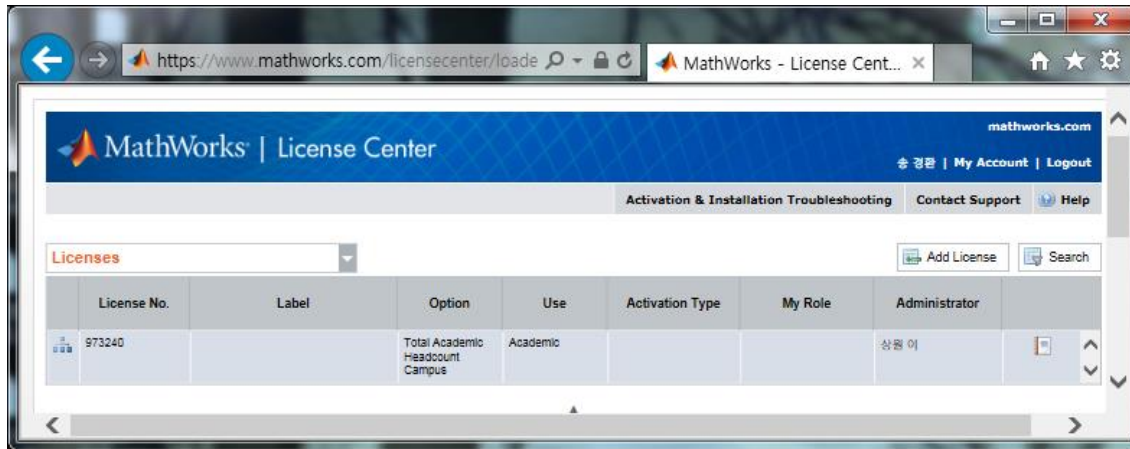 https://www.mathworks.com/licensecenter/loade
MathWorks - License Cent...
MathWorks | License Center
mathworks.com
송 경환 | My Account | Logout
Activation & Installation Troubleshooting Contact Support Help
Licenses
Add License Search
License No. Label Option Use Activation Type My Role Administrator
973240 Total Academic Academic 상원 이
Headcount
Campus